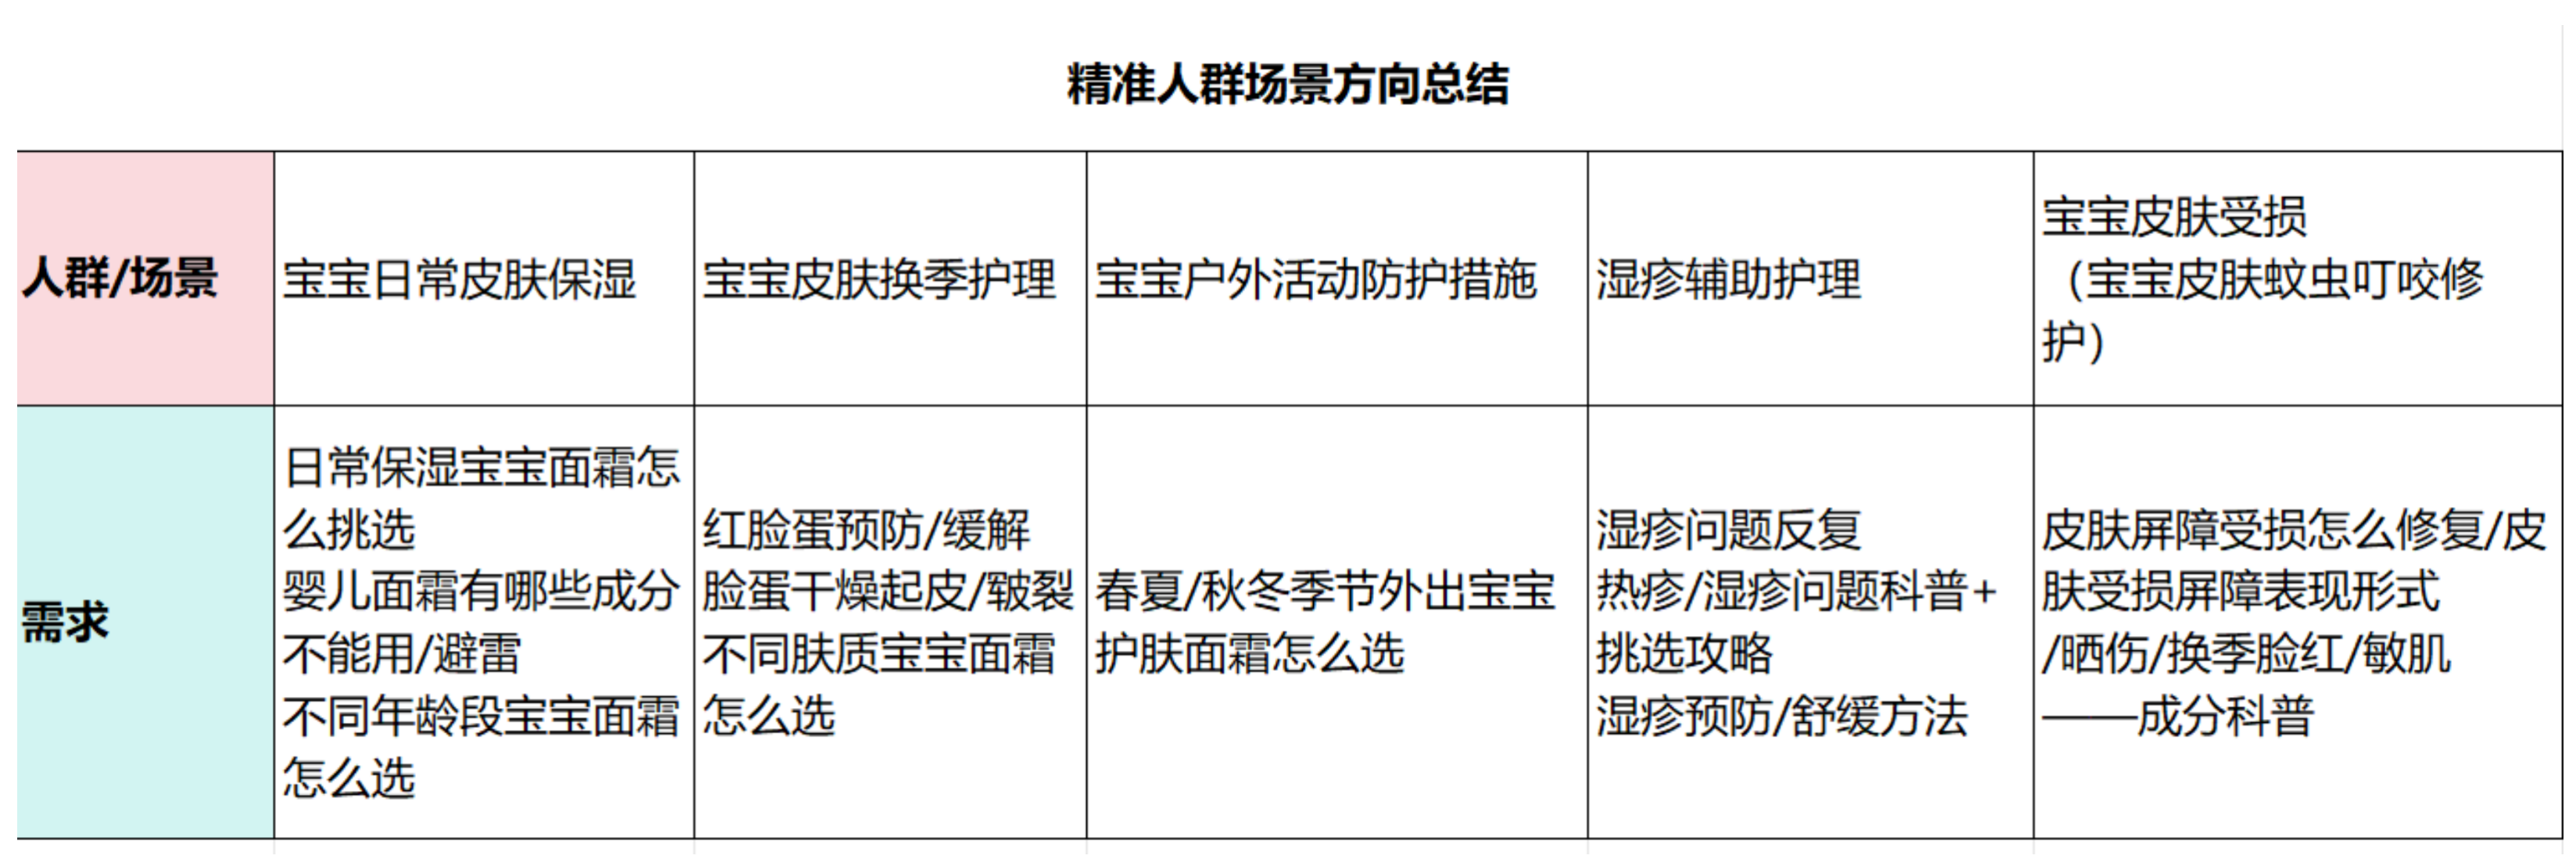 精准人群场景方向总结
人群/场景
宝宝日常皮肤保湿
宝宝皮肤换季护理
宝宝户外活动防护措施
湿疹辅助护理
宝宝皮肤受损
（宝宝皮肤蚊虫叮咬修
护）
需求
日常保湿宝宝面霜怎
么挑选
婴儿面霜有哪些成分
不能用/避雷
不同年龄段宝宝面霜
怎么选
红脸蛋预防/缓解
脸蛋干燥起皮/皲裂
不同肤质宝宝面霜
怎么选
春夏/秋冬季节外出宝宝
护肤面霜怎么选
湿疹问题反复
热疹/湿疹问题科普+
挑选攻略
湿疹预防/舒缓方法
皮肤屏障受损怎么修复/皮
肤受损屏障表现形式
/晒伤/换季脸红/敏肌
——成分科普